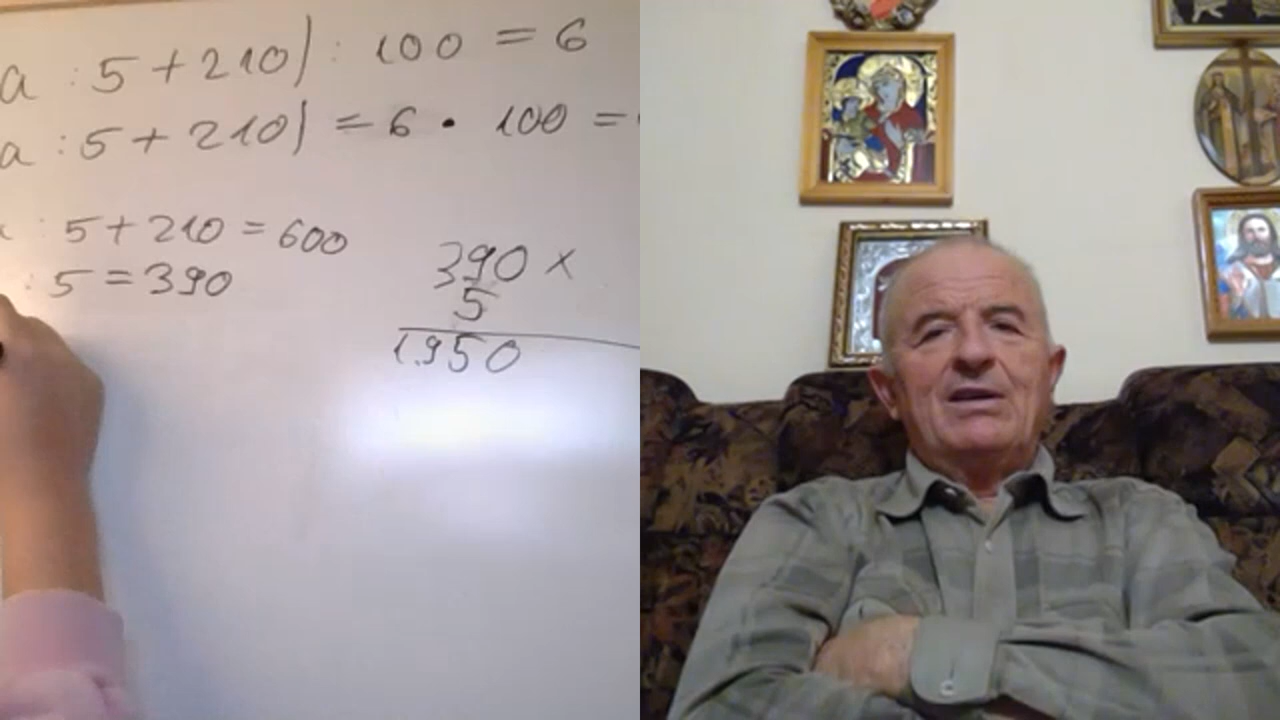 a : 5 + 210) : 100 = 6
a : 5 + 210) = 6 · 100 =
: 5 + 210 = 600
: 5 = 390
390 ×
5
1950